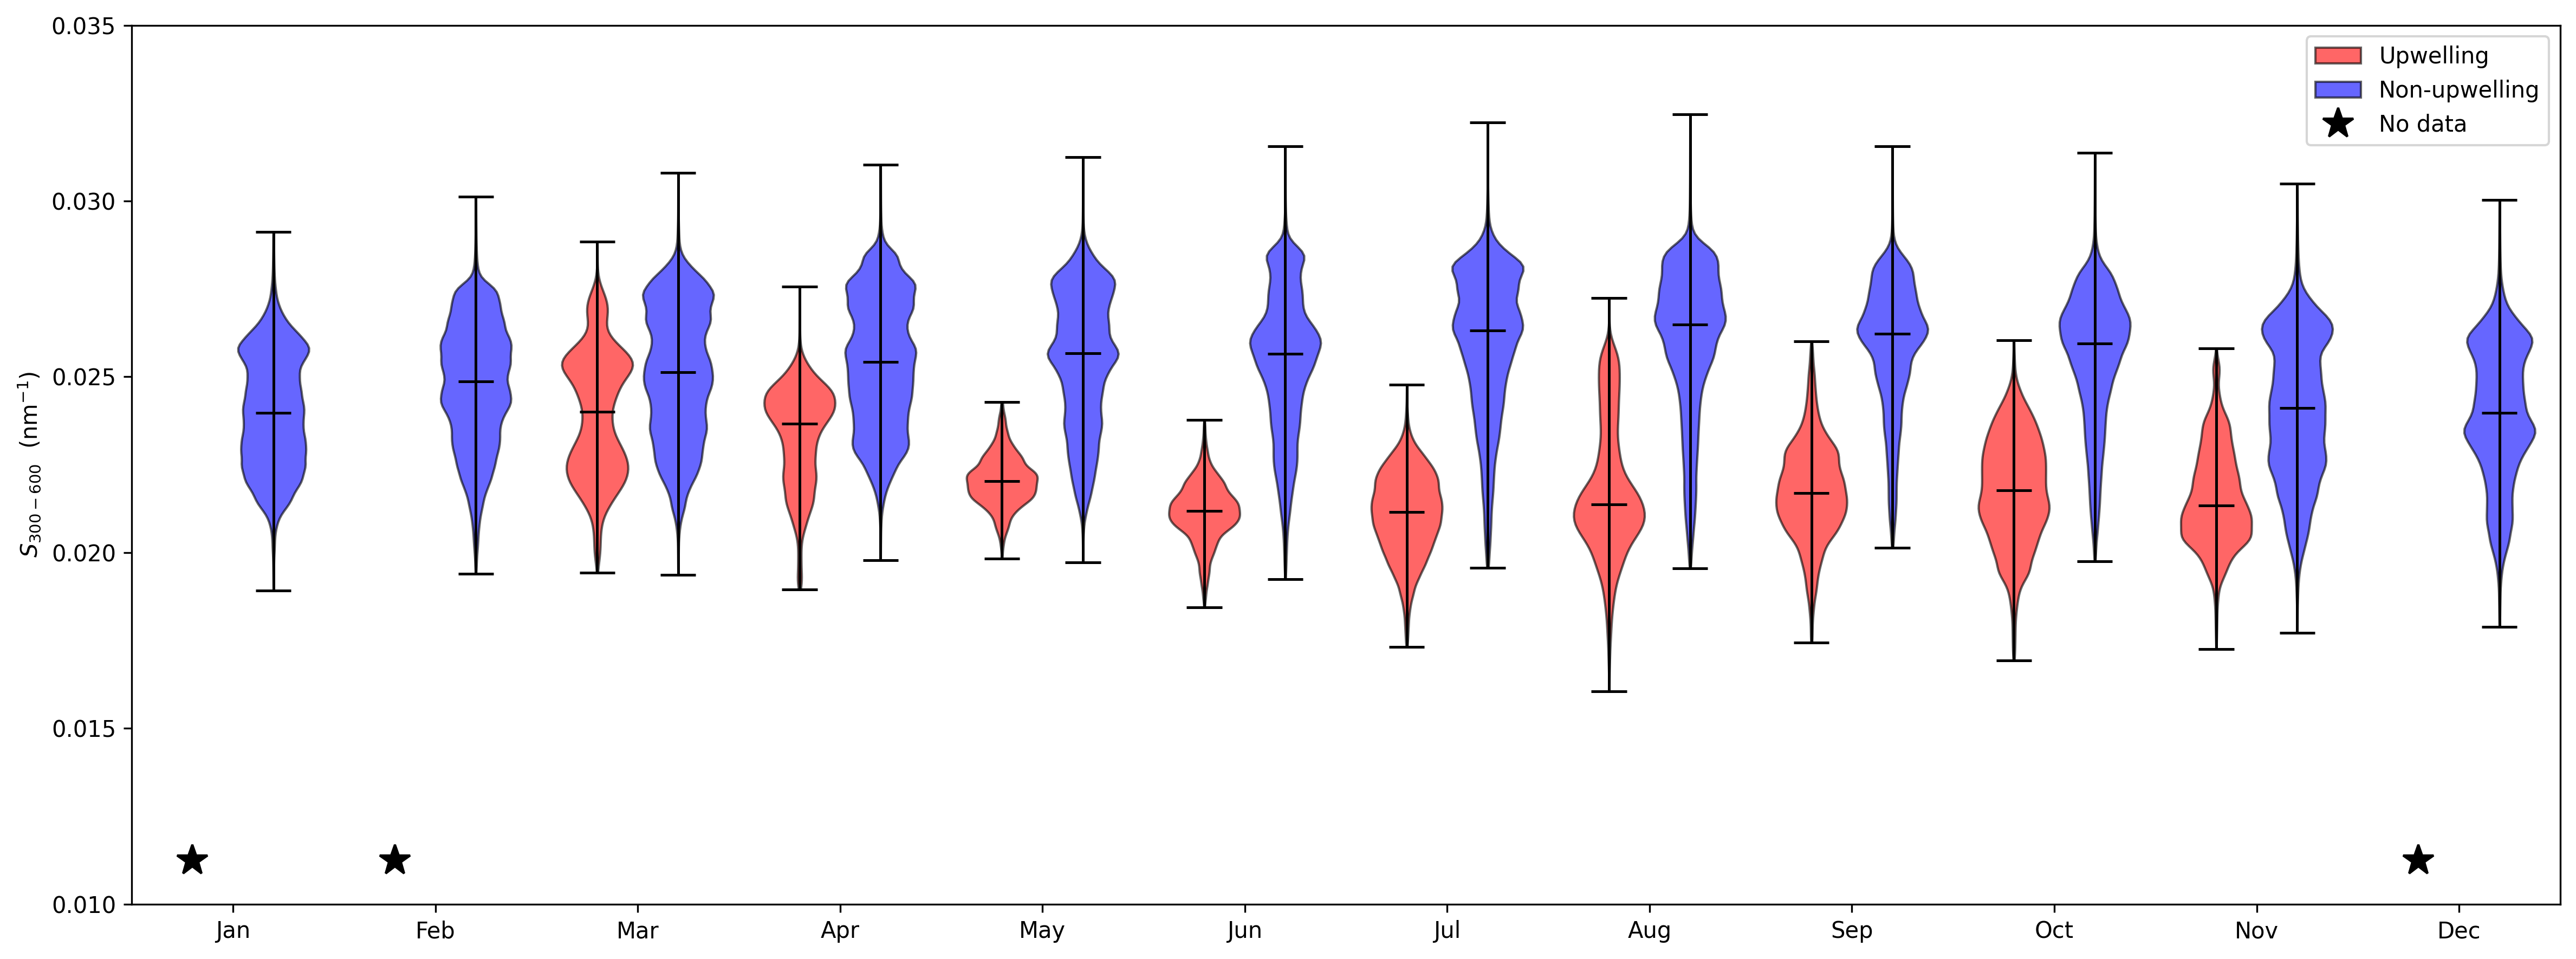 0.035
0.030
0.025
0.020
0.015
0.010
S300−600 (nm−1)
Upwelling
Non-upwelling
No data
Jan Feb Mar Apr May Jun Jul Aug Sep Oct Nov Dec